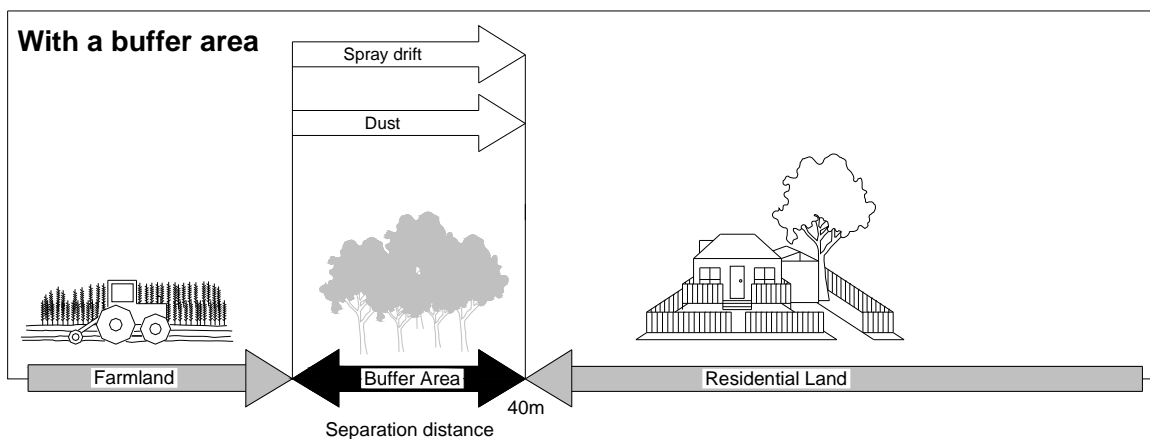 With a buffer area
Spray drift
Dust
Farmland
Buffer Area
Residential Land
40m
Separation distance